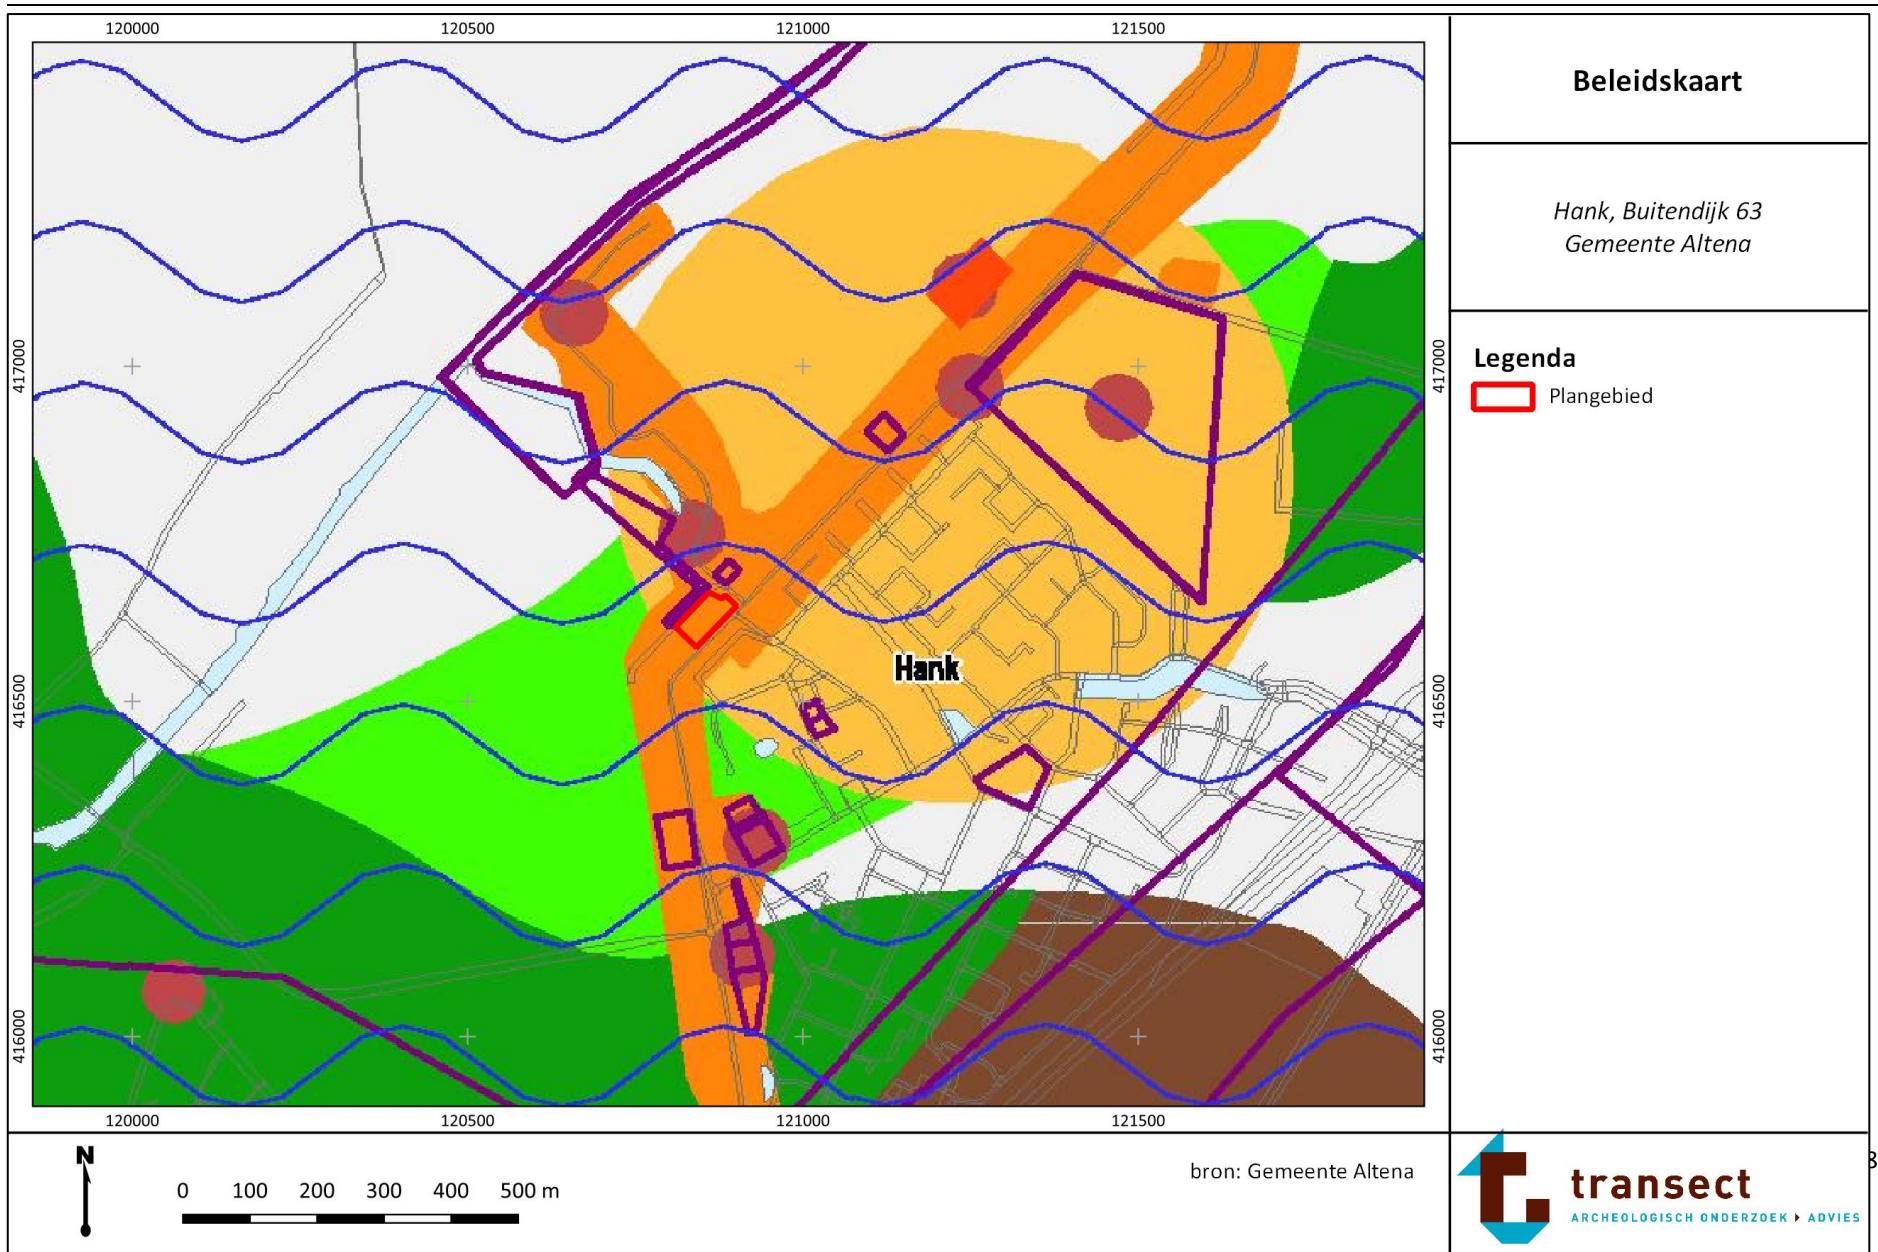 120000 120500 121000 121500
417000 417000
Hank
416500 416500
416000 416000
120000 120500 121000 121500
Beleidskaart
Hank, Buitendijk 63
Gemeente Altena
Legenda
Plangebied
N
0 100 200 300 400 500 m
bron: Gemeente Altena
transect
ARCHEOLOGISCH ONDERZOEK ADVIES